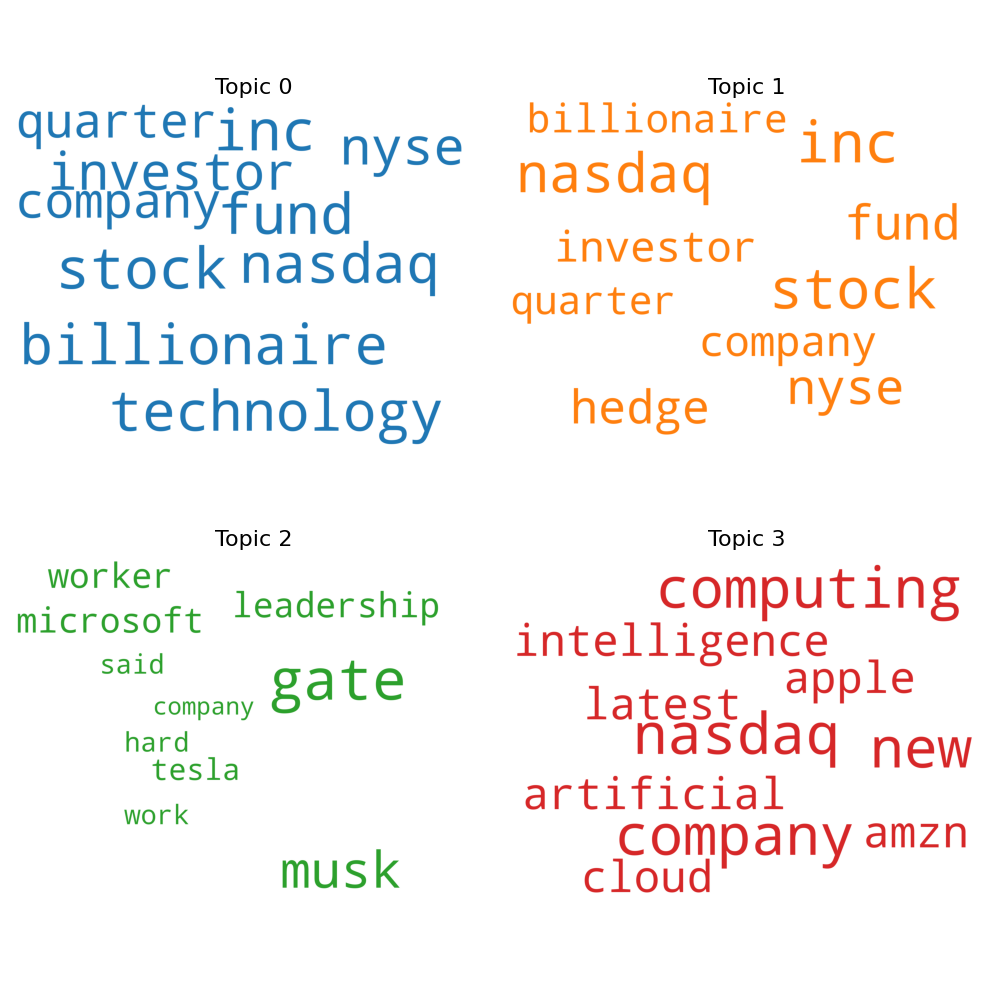 Topic 0
quarter
inc
nyse
investor
company
fund
stock
nasdaq
billionaire
technology
Topic 1
billionaire
inc
nasdaq
fund
investor
stock
quarter
company
nyse
hedge
Topic 2
worker
leadership
microsoft
said
gate
company
hard
tesla
work
musk
Topic 3
computing
intelligence
apple
latest
nasdaq
new
artificial
company
amzn
cloud